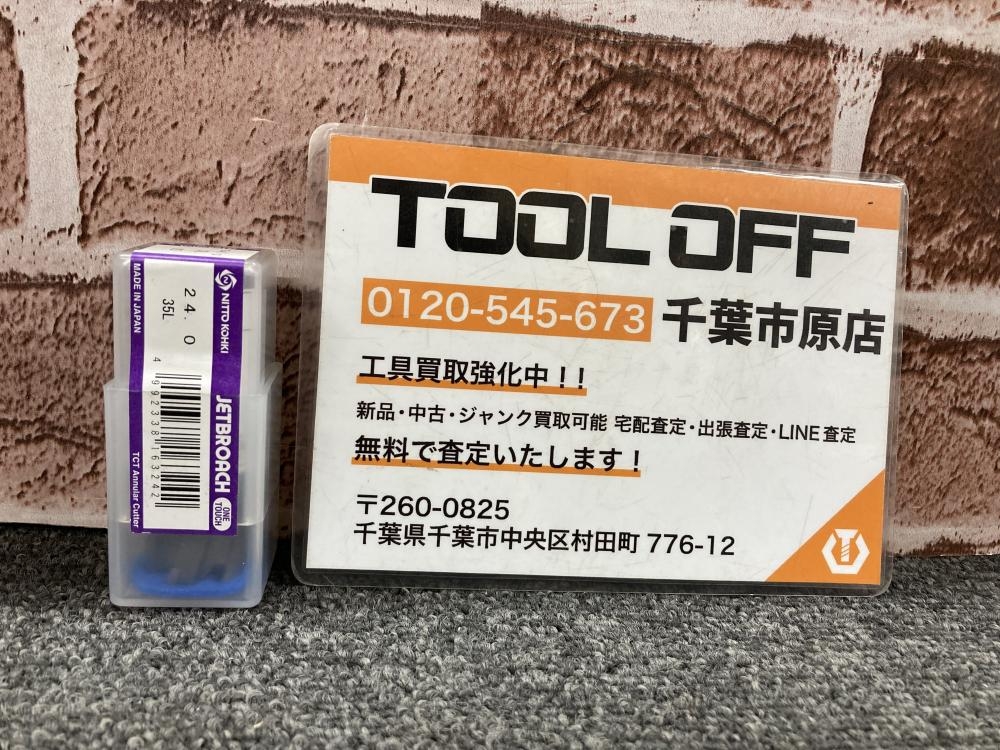 NITTO KOHKI
24.0
35L
MADE IN JAPAN
4992338163242
JETBROACH
ONE TOUCH
TCT Annular Cutter
TOOL OFF
0120-545-673 千葉市原店
工具買取強化中！！
新品・中古・ジャンク買取可能 宅配査定・出張査定・LINE査定
無料で査定いたします！
〒260-0825
千葉県千葉市中央区村田町 776-12